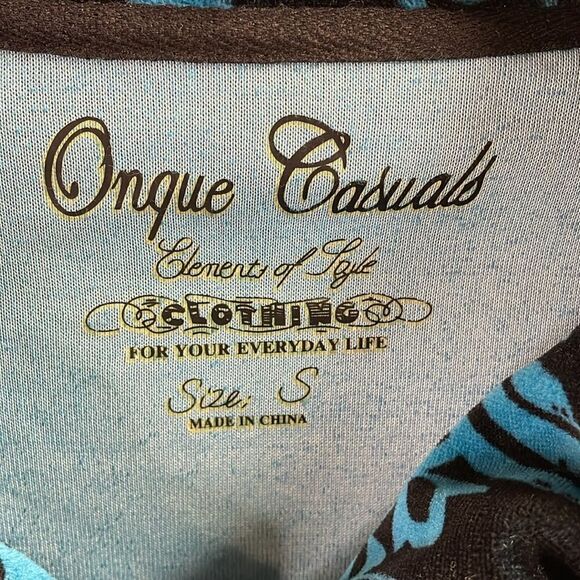 Onque Casuals
Elements of Style
CLOTHING
FOR YOUR EVERYDAY LIFE
Size: S
MADE IN CHINA